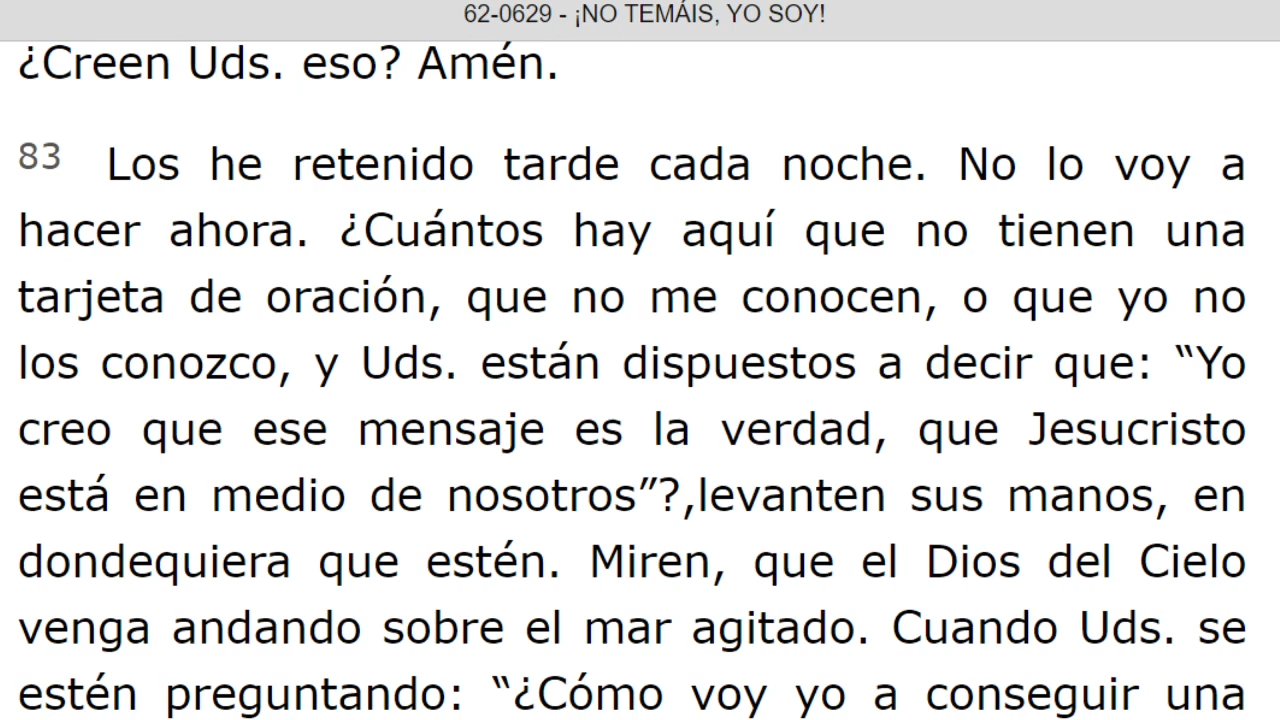 62-0629 - ¡NO TEMÁIS, YO SOY!
¿Creen Uds. eso? Amén.
83 Los he retenido tarde cada noche. No lo voy a
hacer ahora. ¿Cuántos hay aquí que no tienen una
tarjeta de oración, que no me conocen, o que yo no
los conozco, y Uds. están dispuestos a decir que: “Yo
creo que ese mensaje es la verdad, que Jesucristo
está en medio de nosotros”?,levanten sus manos, en
dondequiera que estén. Miren, que el Dios del Cielo
venga andando sobre el mar agitado. Cuando Uds. se
estén preguntando: “¿Cómo voy yo a conseguir una